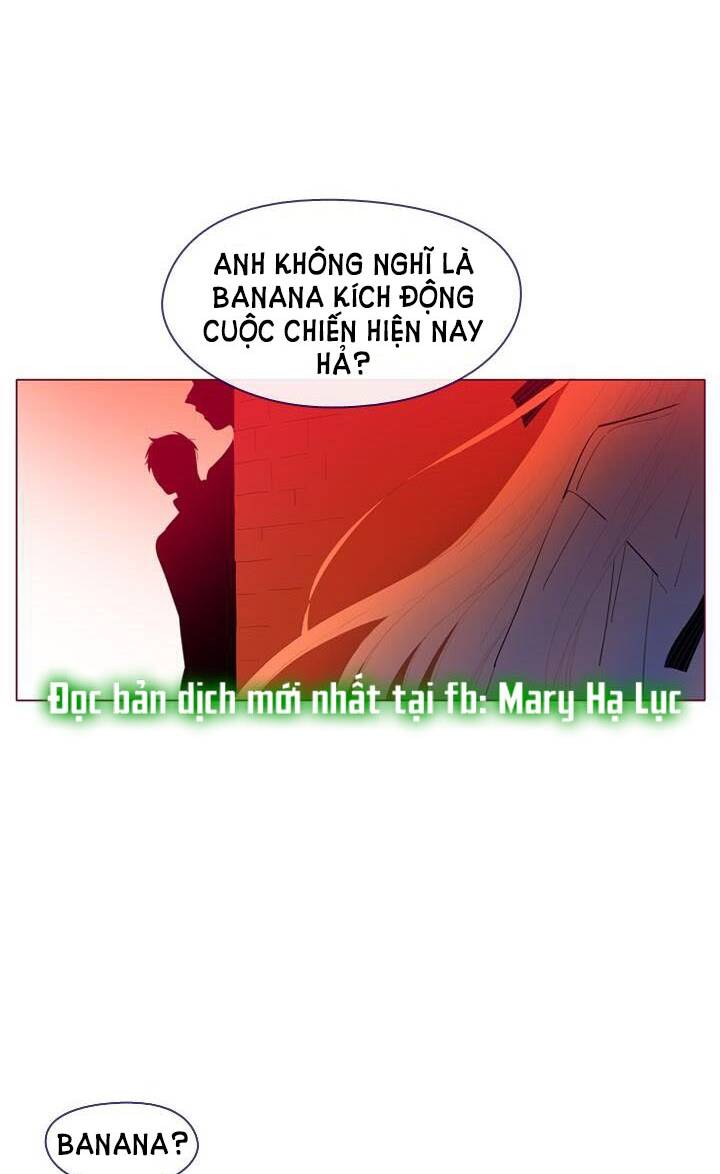 ANH KHÔNG NGHĨ LÀ
BANANA KÍCH ĐỘNG
CUỘC CHIẾN HIỆN NAY
HẢ?
Đọc bản dịch mới nhất tại fb: Mary Hạ Lục
BANANA?